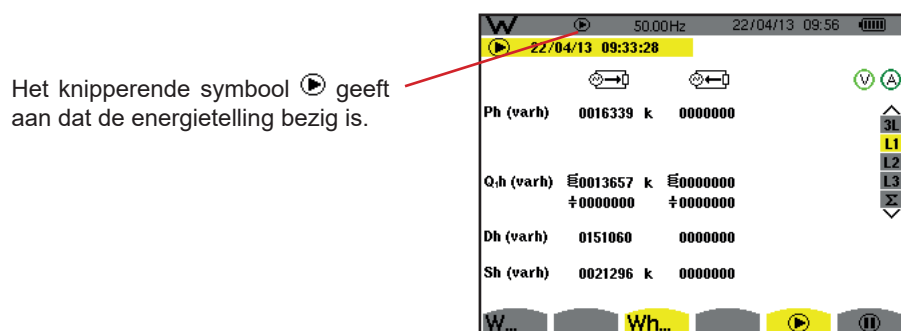 W 50.00Hz 22/04/13 09:56
22/04/13 09:33:28
Het knipperende symbool geeft
aan dat de energietelling bezig is.
V A
Ph (varh) 0016339 k 0000000
3L
L1
L2
L3
Σ
Q₁h (varh) 0013657 k 0000000
0000000 0000000
Dh (varh) 0151060 0000000
Sh (varh) 0021296 k 0000000
W... Wh...